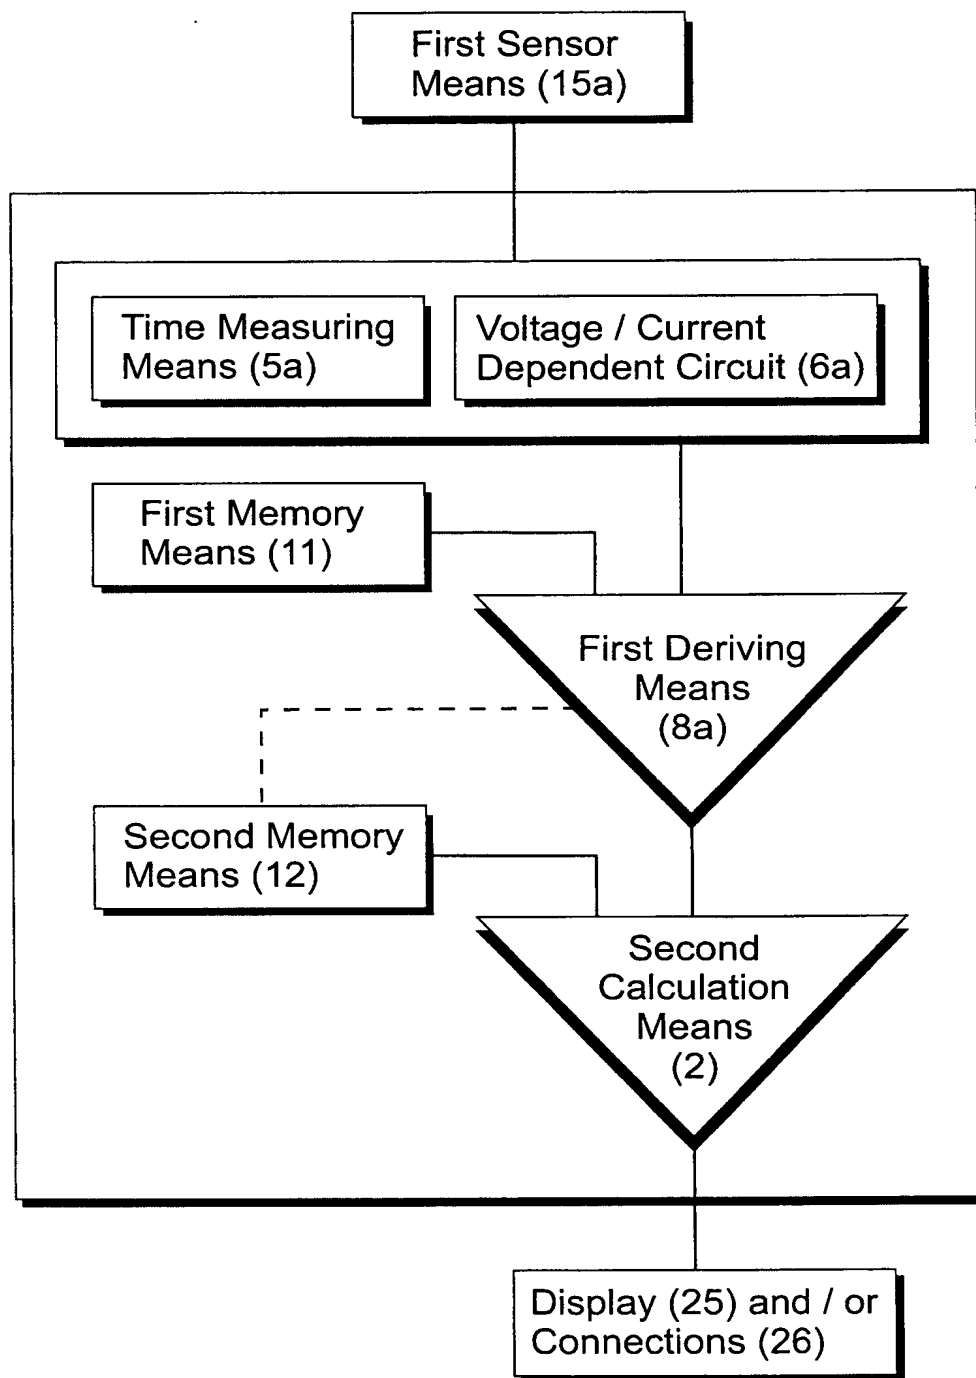 First Sensor
Means (15a)
Time Measuring
Means (5a)
Voltage / Current
Dependent Circuit (6a)
First Memory
Means (11)
First Deriving
Means
(8a)
Second Memory
Means (12)
Second
Calculation
Means
(2)
Display (25) and / or
Connections (26)